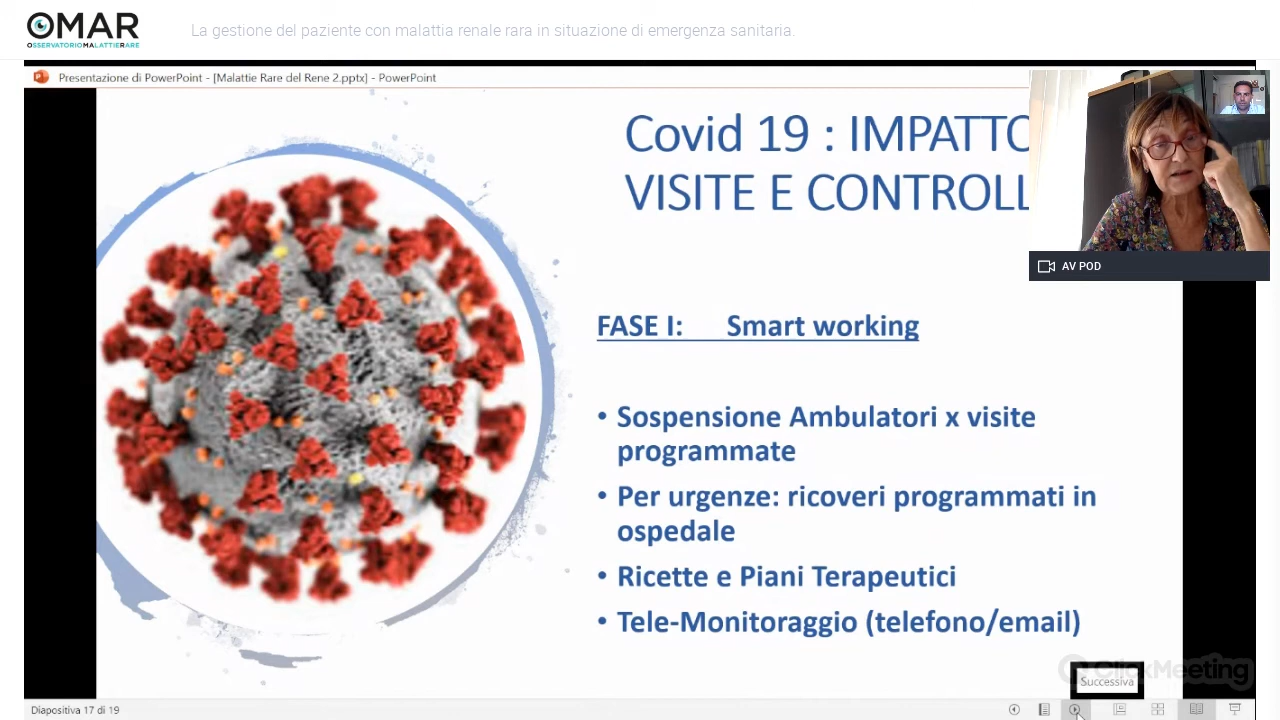 OMAR
OSSERVATORIOMALATTIERARE
La gestione del paziente con malattia renale rara in situazione di emergenza sanitaria.
Presentazione di PowerPoint - [Malattie Rare del Rene 2.pptx] - PowerPoint
Covid 19 : IMPATTO
VISITE E CONTROLL
AV POD
FASE I: Smart working
• Sospensione Ambulatori x visite
programmate
• Per urgenze: ricoveri programmati in
ospedale
• Ricette e Piani Terapeutici
• Tele-Monitoraggio (telefono/email)
ClickMeeting
Successiva
Diapositiva 17 di 19